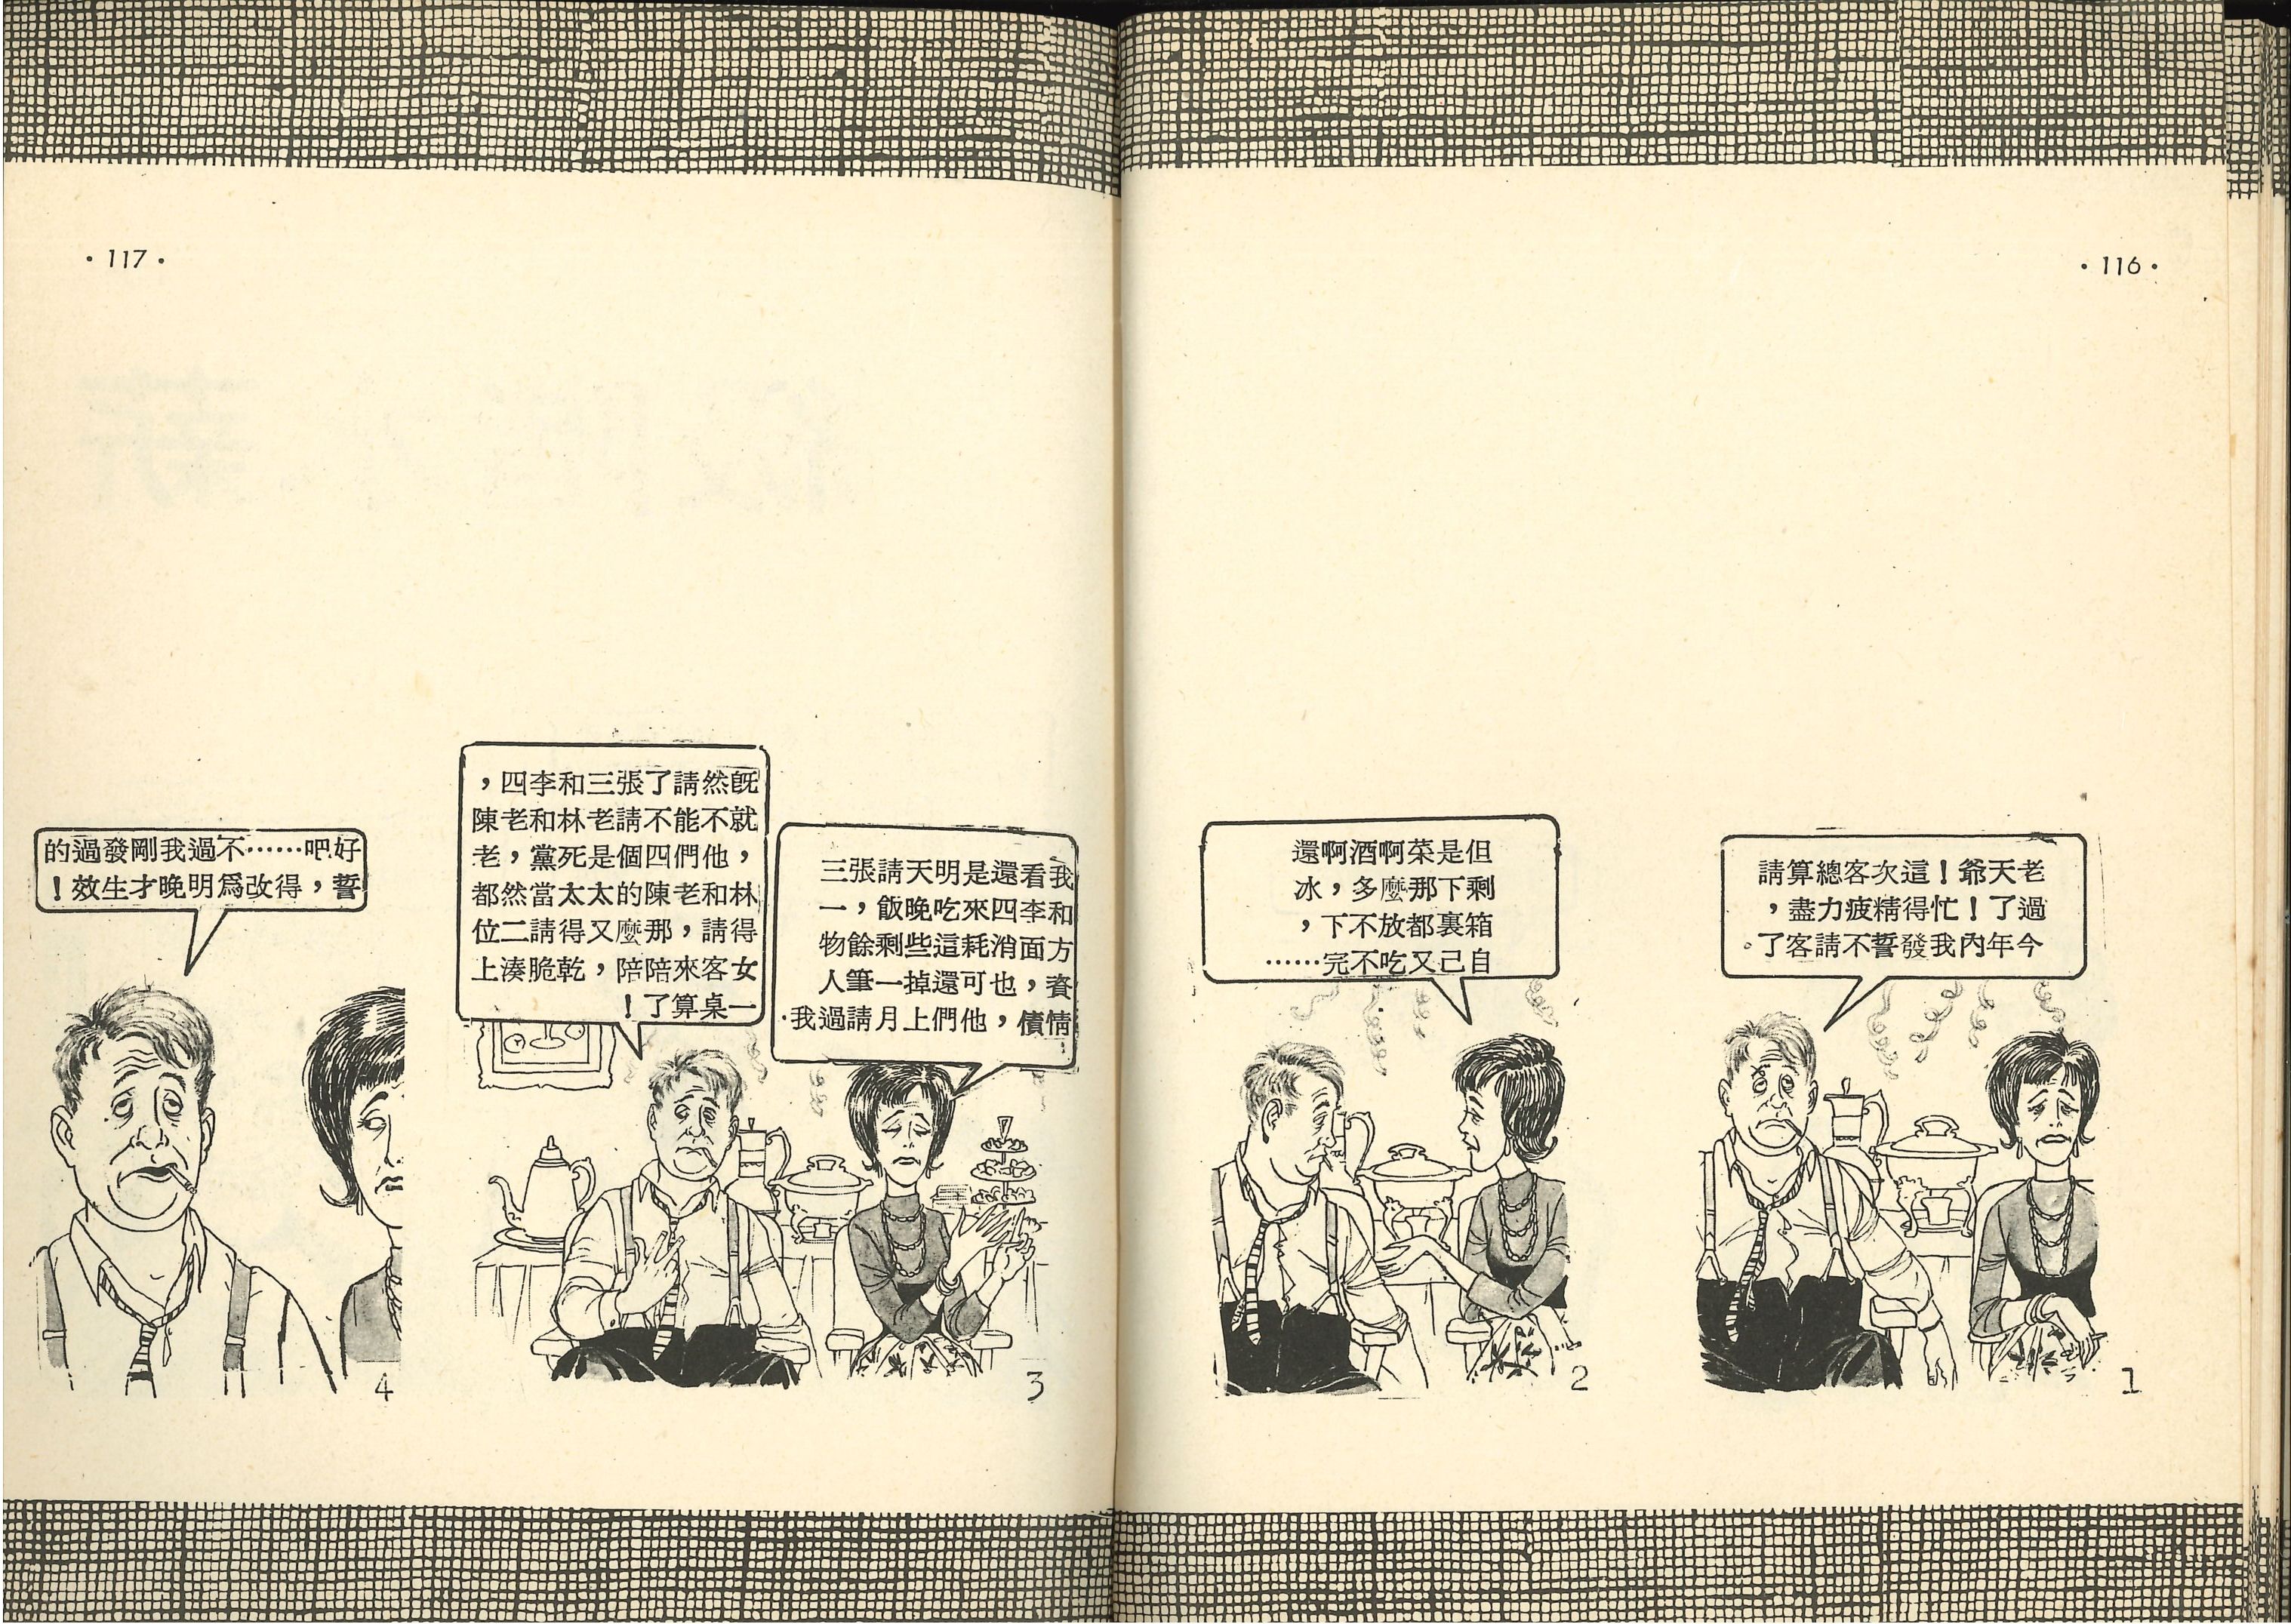 ·116·
老天爺！這次客總算請
過了！忙得精疲力盡，
今年內我發誓不請客了。
1
但是菜啊酒啊還
剩下那麼多，冰
箱裏都放不下，
自己又吃不完……
2
·117·
我看還是明天請張三
和李四來吃晚飯，一
方面消耗這些剩餘物
資，也可還掉一筆人
情債，他們上月請過我·
！
旣然請了張三和李四，
就不能不請老林和老陳
，他們四個是死黨，老
林和老陳的太太當然都
得請，那麼又得請二位
女客來陪陪，乾脆湊上
一桌算了！
3
好吧……不過我剛發過的
誓，得改爲明晚才生效！
4